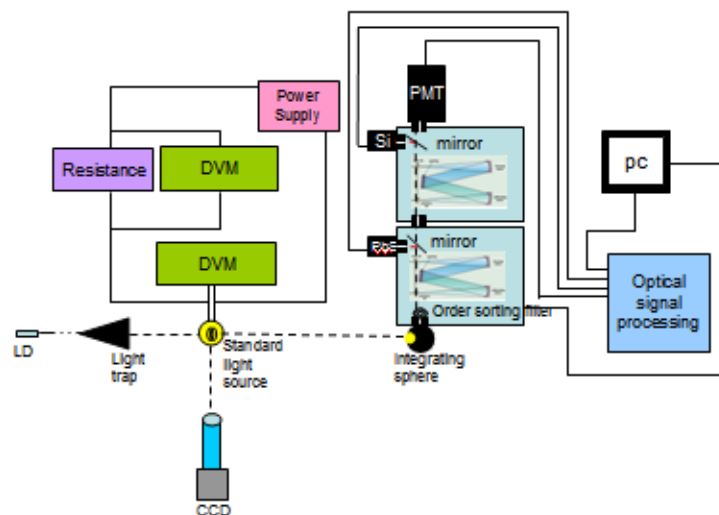 Power
Supply
PMT
Si
mirror
Resistance
DVM
pc
PbS
mirror
DVM
Optical
signal
processing
Order sorting filter
LD
Light
trap
Standard
light
source
Integrating
sphere
CCD